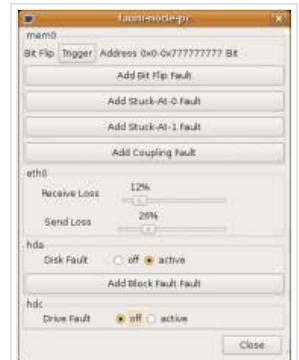 faum-node-pc
mem0
Bit Flip Trigger Address 0x0-0x777777777 Bit
Add Bit Flip Fault
Add Stuck-At-0 Fault
Add Stuck-At-1 Fault
Add Coupling Fault
eth0
Receive Loss 12%
Send Loss 26%
hda
Disk Fault off active
Add Block Fault Fault
hdc
Drive Fault off active
Close